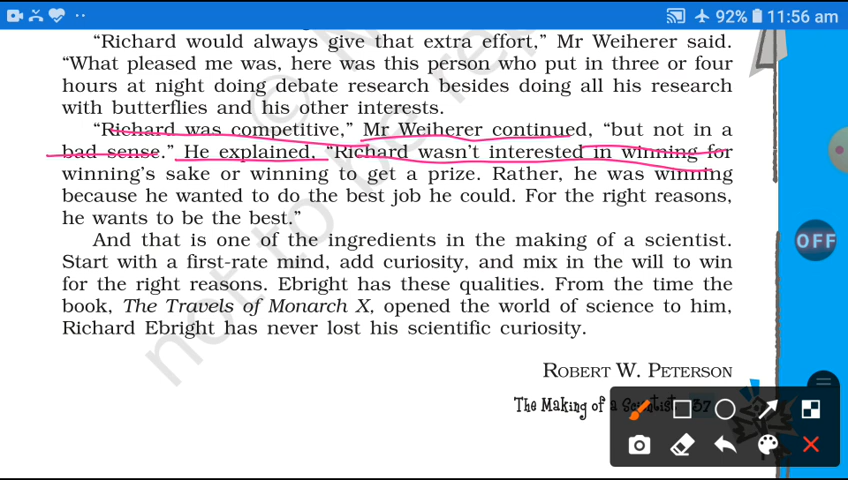 92% 11:56 am
"Richard would always give that extra effort," Mr Weiherer said.
"What pleased me was, here was this person who put in three or four
hours at night doing debate research besides doing all his research
with butterflies and his other interests.
"Richard was competitive," Mr Weiherer continued, "but not in a
bad sense." He explained, "Richard wasn't interested in winning for
winning's sake or winning to get a prize. Rather, he was winning
because he wanted to do the best job he could. For the right reasons,
he wants to be the best."
And that is one of the ingredients in the making of a scientist.
Start with a first-rate mind, add curiosity, and mix in the will to win
for the right reasons. Ebright has these qualities. From the time the
book, The Travels of Monarch X, opened the world of science to him,
Richard Ebright has never lost his scientific curiosity.
ROBERT W. PETERSON
The Making of a Scientist 37
OFF
not to be re